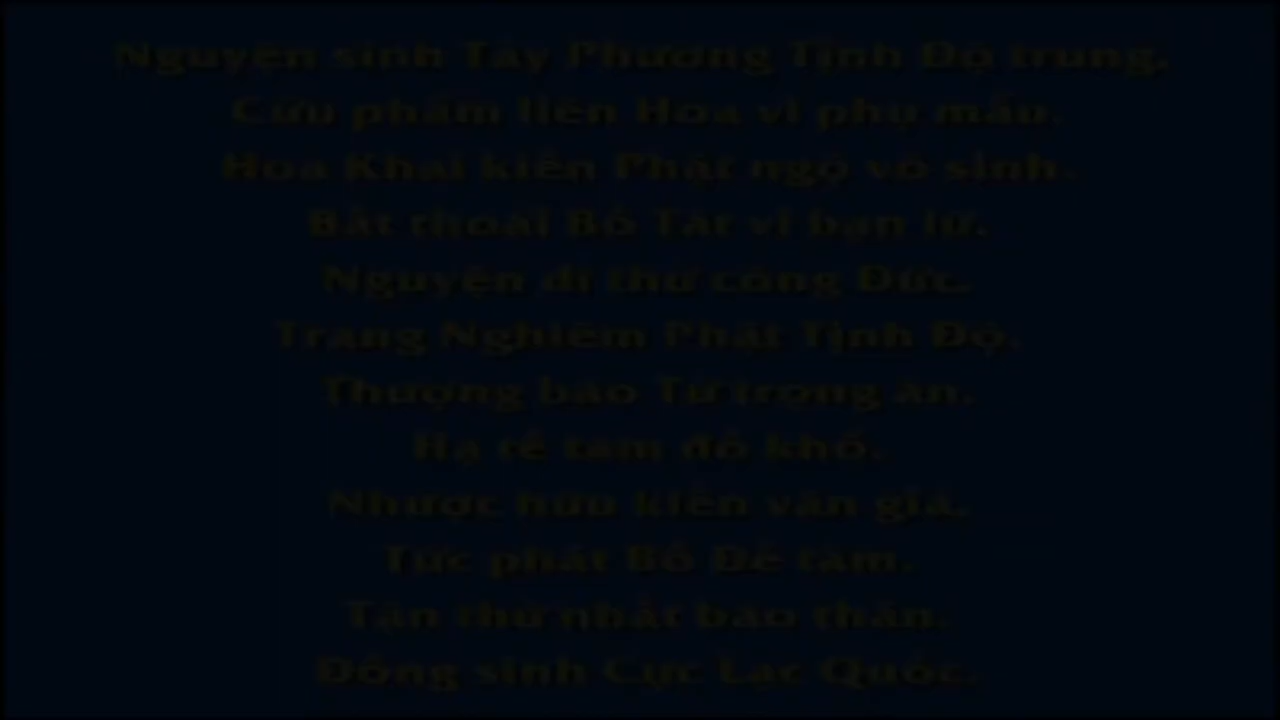 Nguyện sinh Tây Phương Tịnh Độ trung,
Cửu phẩm liên Hoa vi phụ mẫu.
Hoa Khai kiến Phật ngộ vô sinh.
Bất thoái Bồ Tát vi bạn lữ.
Nguyện dĩ thử công Đức.
Trang Nghiêm Phật Tịnh Độ.
Thượng báo Tứ trọng ân.
Hạ tế tam đồ khổ.
Nhược hữu kiến văn giả.
Tức phát Bồ Đề tâm.
Tận thử nhất báo thân.
Đồng sinh Cực Lạc Quốc.